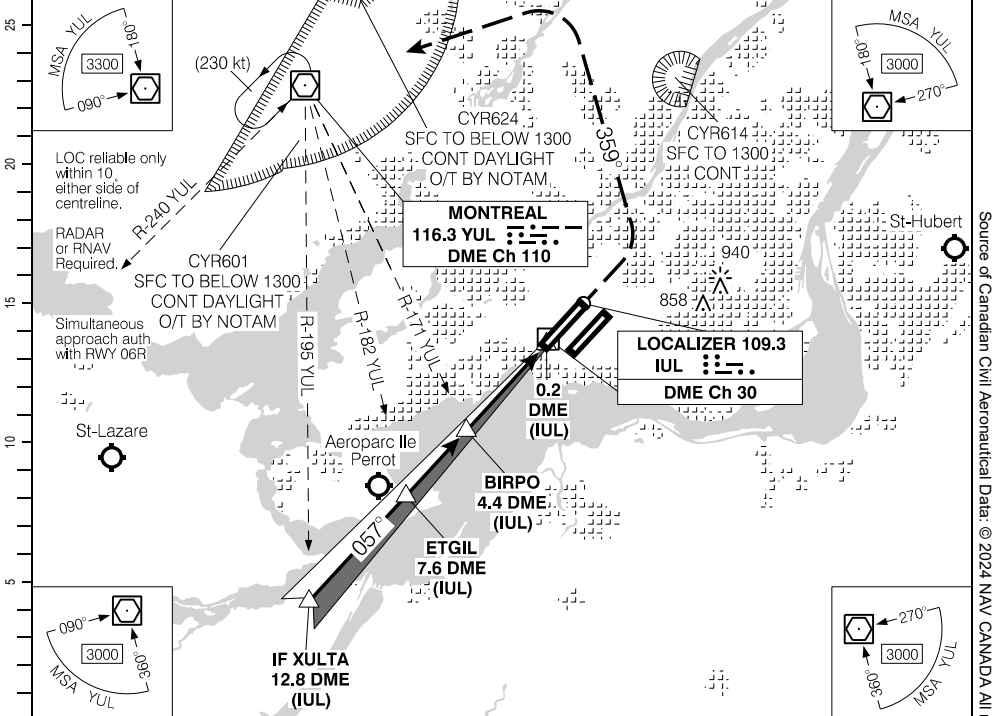 25
20
15
10
5
MSA YUL
180°
3300
090°
(230 kt)
CYR624
SFC TO BELOW 1300
CONT DAYLIGHT
O/T BY NOTAM
359°
CYR614
SFC TO 1300
CONT
MSA YUL
180°
3000
270°
LOC reliable only
within 10
either side of
centreline.
RADAR
or RNAV
Required.
R-240 YUL
CYR601
SFC TO BELOW 1300
CONT DAYLIGHT
O/T BY NOTAM
MONTREAL
116.3 YUL
DME Ch 110
St-Hubert
940
858
Simultaneous
approach auth
with RWY 06R
R-195 YUL
R-182 YUL
R-171 YUL
LOCALIZER 109.3
IUL
DME Ch 30
0.2
DME
(IUL)
St-Lazare
Aeroparc Ile
Perrot
BIRPO
4.4 DME
(IUL)
057°
ETGIL
7.6 DME
(IUL)
IF XULTA
12.8 DME
(IUL)
090°
360°
3000
MSA YUL
270°
360°
3000
MSA YUL
Source of Canadian Civil Aeronautical Data: © 2024 NAV CANADA All